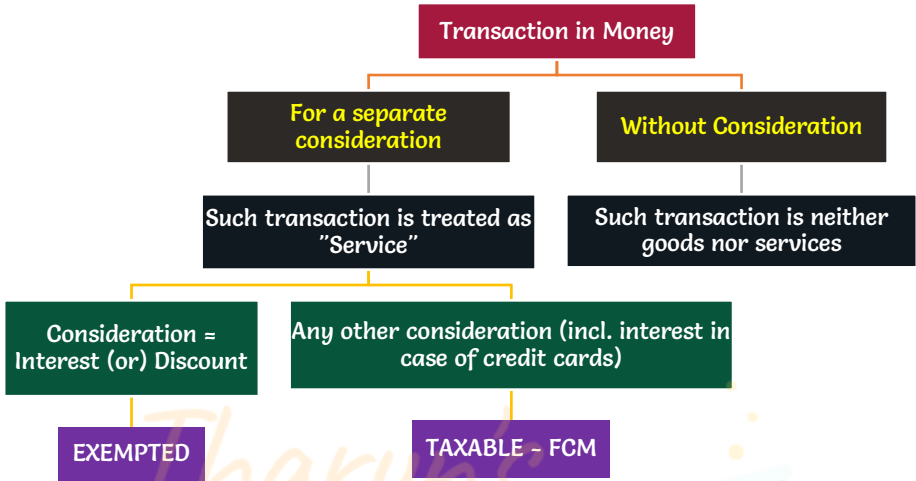 Transaction in Money
For a separate
consideration
Without Consideration
Such transaction is treated as
"Service"
Such transaction is neither
goods nor services
Consideration =
Interest (or) Discount
Any other consideration (incl. interest in
case of credit cards)
EXEMPTED
TAXABLE - FCM
Tharun's